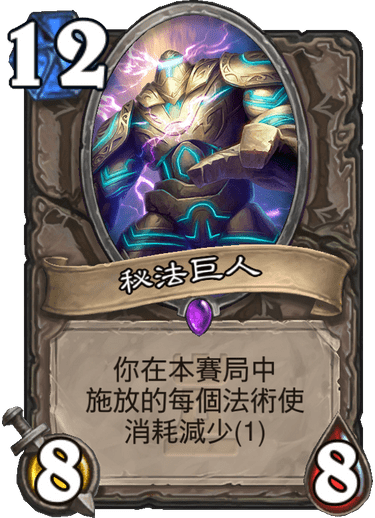 12
秘法巨人
你在本賽局中
施放的每個法術使
消耗減少(1)
8
8